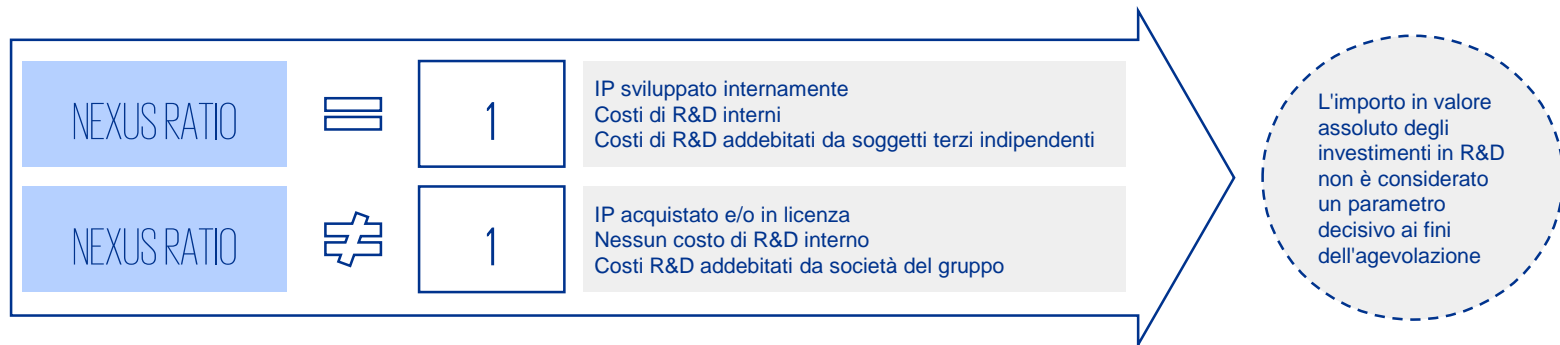 NEXUS RATIO
=
1
IP sviluppato internamente
Costi di R&D interni
Costi di R&D addebitati da soggetti terzi indipendenti
NEXUS RATIO
≠
1
IP acquistato e/o in licenza
Nessun costo di R&D interno
Costi R&D addebitati da società del gruppo
L'importo in valore
assoluto degli
investimenti in R&D
non è considerato
un parametro
decisivo ai fini
dell'agevolazione